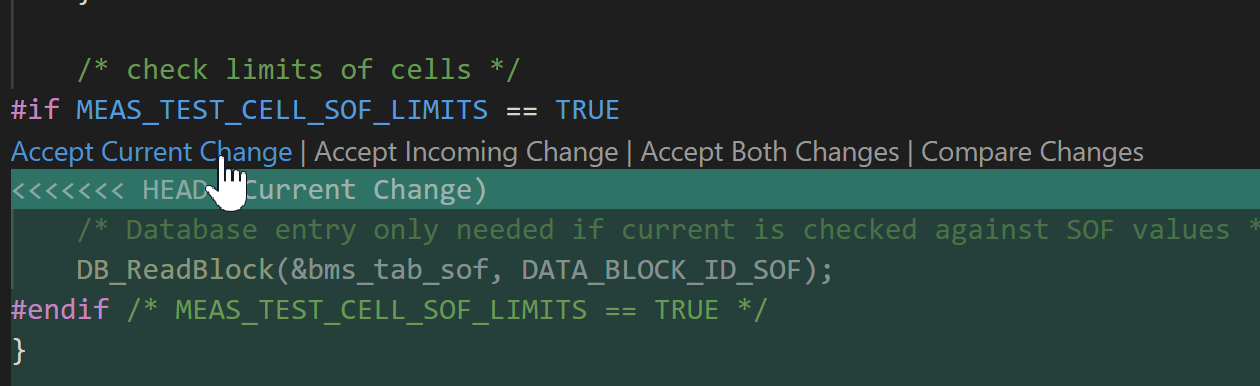 }
/* check limits of cells */
#if MEAS_TEST_CELL_SOF_LIMITS == TRUE
Accept Current Change | Accept Incoming Change | Accept Both Changes | Compare Changes
<<<<<<< HEAD (Current Change)
/* Database entry only needed if current is checked against SOF values *
DB_ReadBlock(&bms_tab_sof, DATA_BLOCK_ID_SOF);
#endif /* MEAS_TEST_CELL_SOF_LIMITS == TRUE */
}